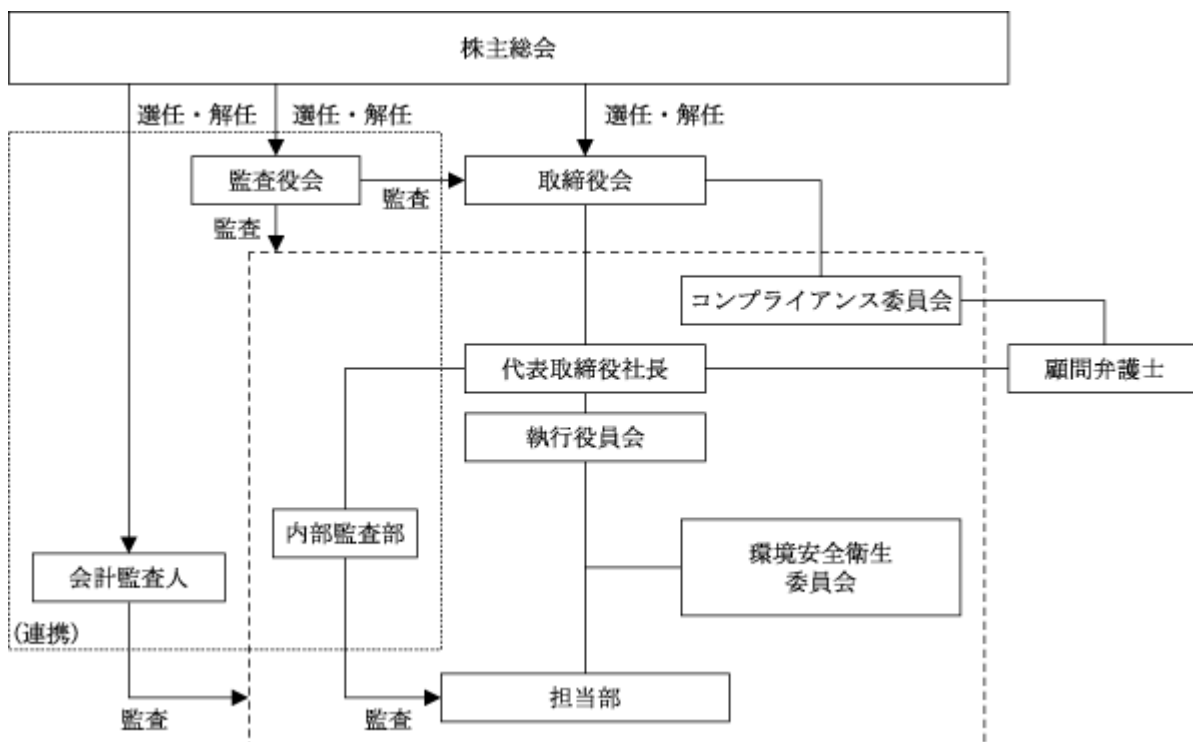 株主総会
選任・解任
選任・解任
選任・解任
監査役会
監査
取締役会
監査
コンプライアンス委員会
代表取締役社長
顧問弁護士
執行役員会
内部監査部
環境安全衛生
委員会
会計監査人
(連携)
担当部
監査
監査